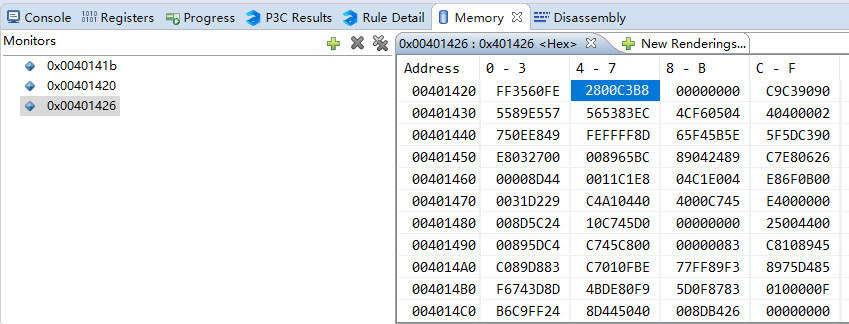 Console Registers Progress P3C Results Rule Detail Memory Disassembly
Monitors
0x0040141b
0x00401420
0x00401426
0x00401426 : 0x401426 <Hex> New Renderings...
Address 0 - 3 4 - 7 8 - B C - F
00401420 FF3560FE 2800C3B8 00000000 C9C39090
00401430 5589E557 565383EC 4CF60504 40400002
00401440 750EE849 FEFFFF8D 65F45B5E 5F5DC390
00401450 E8032700 008965BC 89042489 C7E80626
00401460 00008D44 0011C1E8 04C1E004 E86F0B00
00401470 0031D229 C4A10440 4000C745 E4000000
00401480 008D5C24 10C745D0 00000000 25004400
00401490 00895DC4 C745C800 00000083 C8108945
004014A0 C089D883 C7010FBE 77FF89F3 8975D485
004014B0 F6743D8D 4BDE80F9 5D0F8783 0100000F
004014C0 B6C9FF24 8D445040 008DB426 00000000